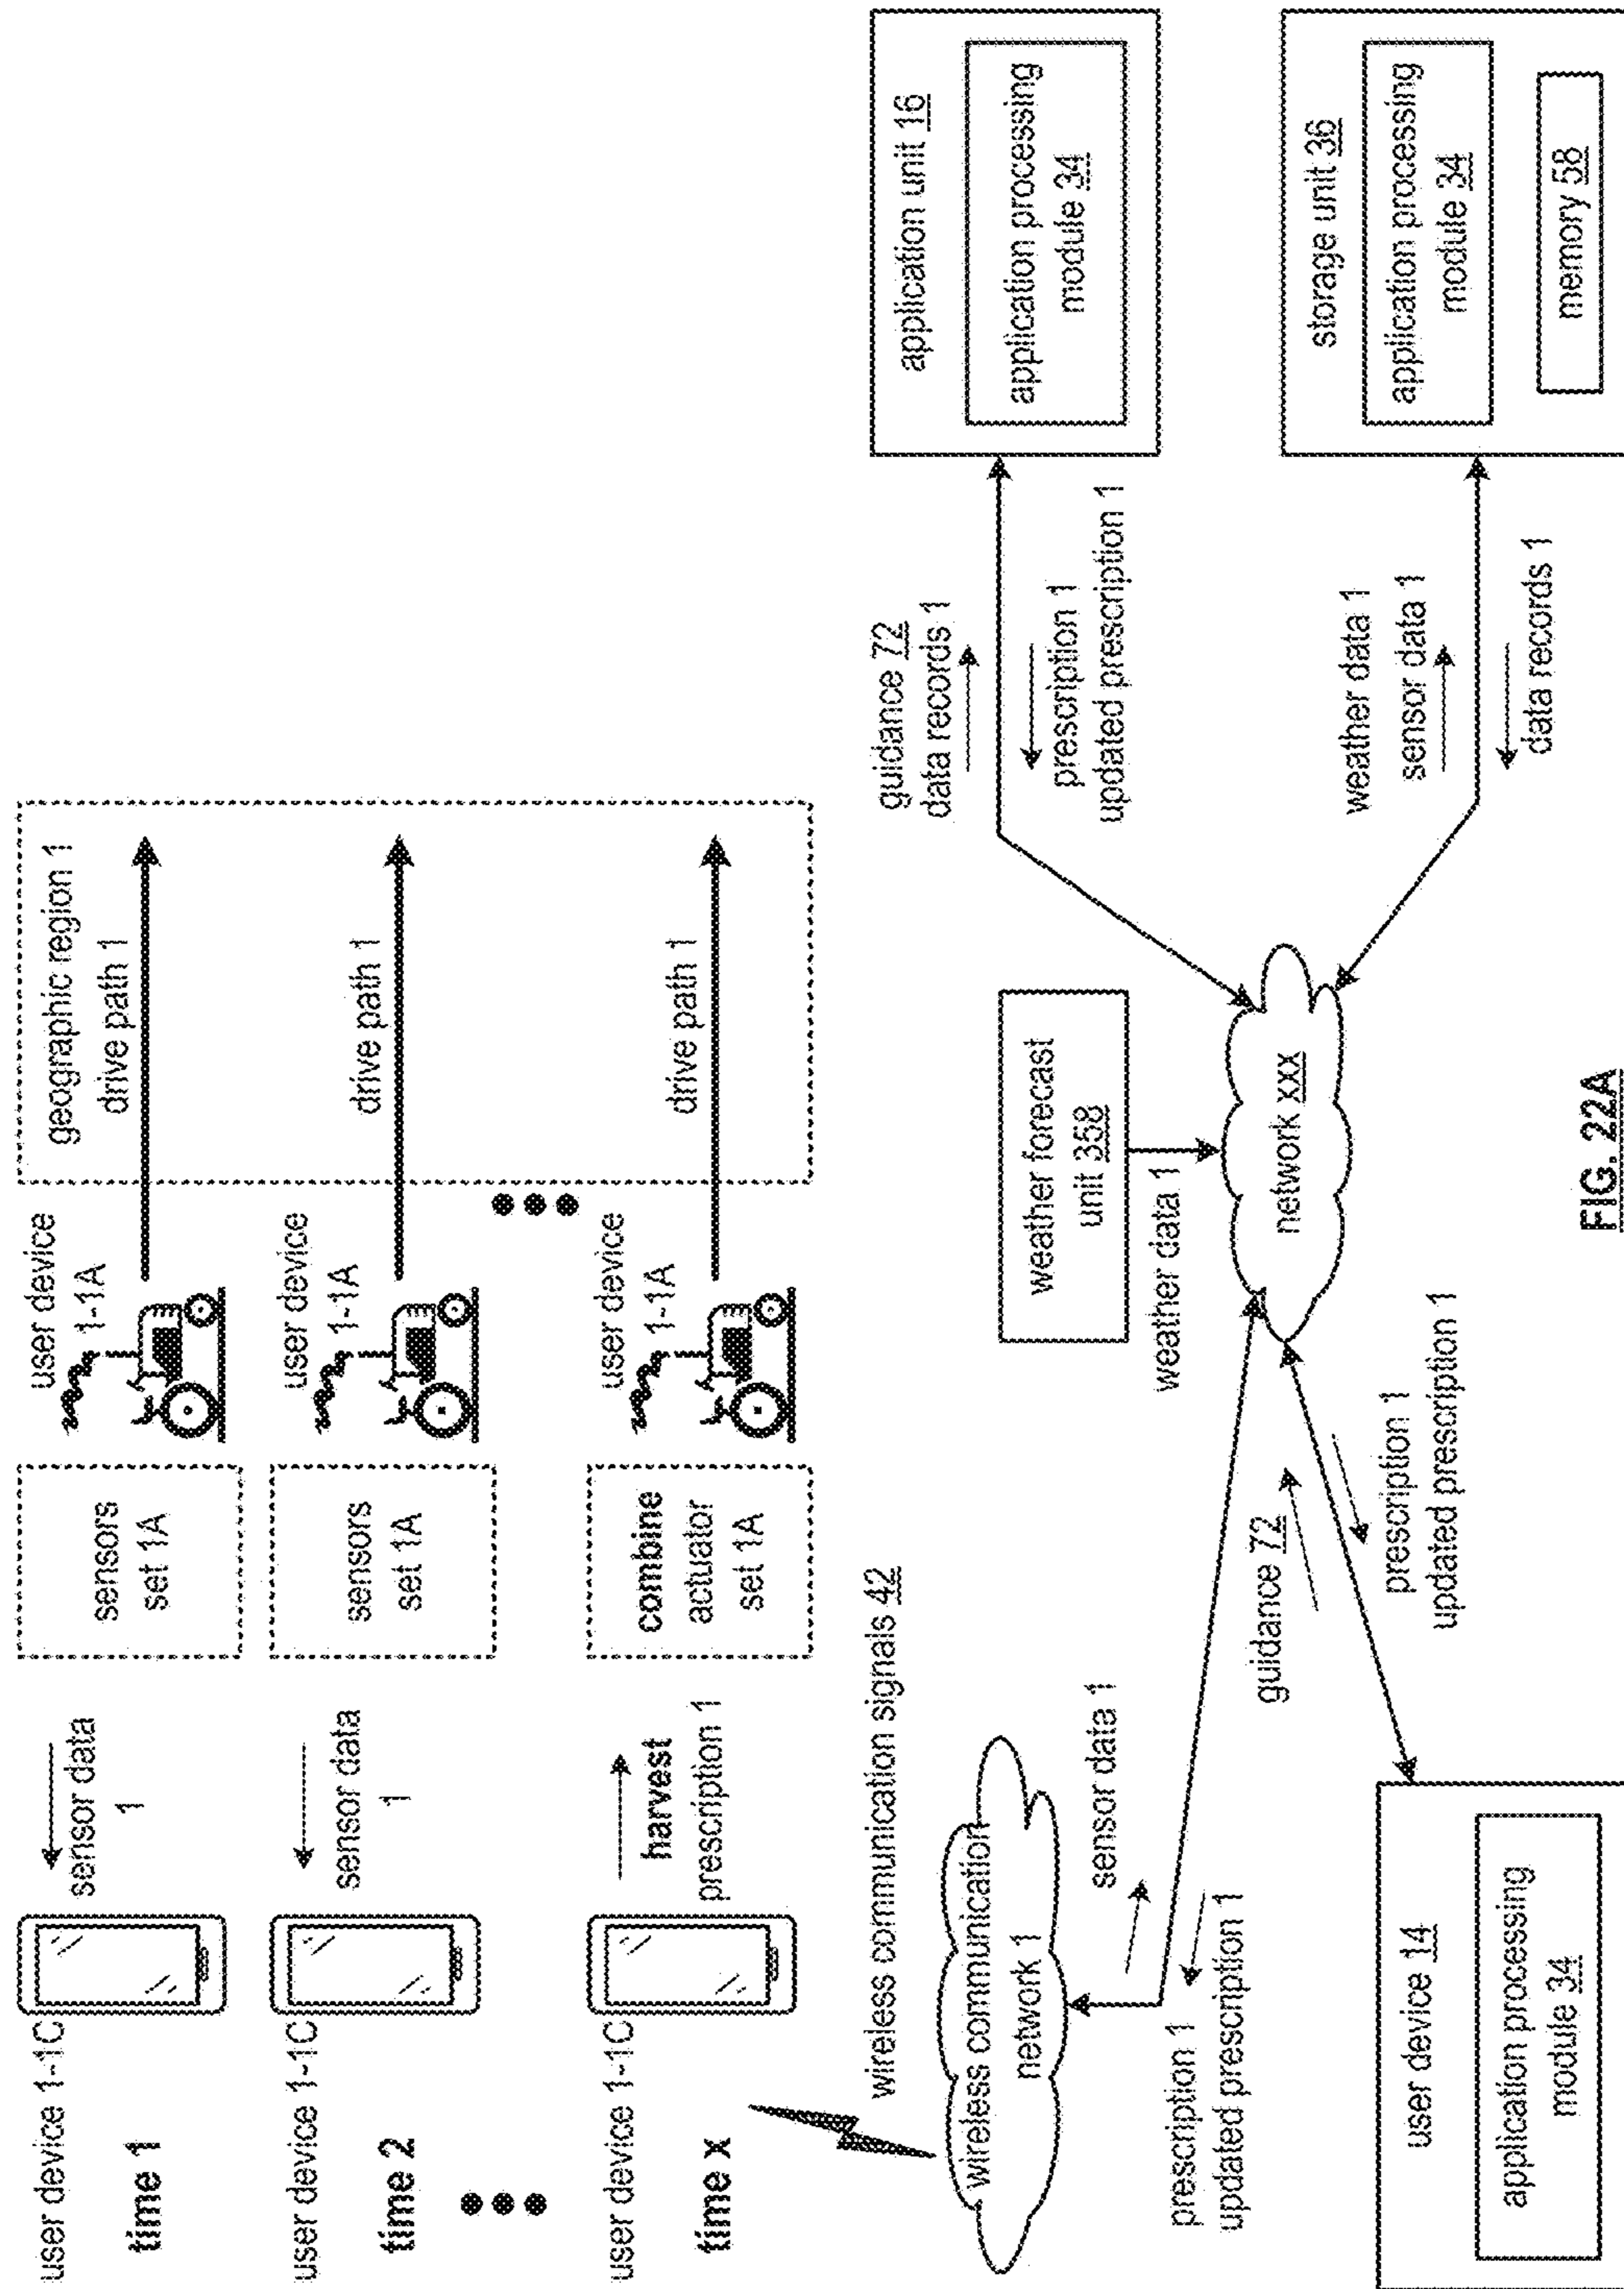 user device 1-1C
time 1
sensor data
1
sensors
set 1A
user device
1-1A
geographic region 1
drive path 1
user device 1-1C
time 2
sensor data
1
sensors
set 1A
user device
1-1A
drive path 1
user device 1-1C
time x
harvest
prescription 1
combine
actuator
set 1A
user device
1-1A
drive path 1
wireless communication signals 42
wireless communication
network 1
sensor data 1
prescription 1
updated prescription 1
weather forecast
unit 358
weather data 1
network xxx
guidance 72
data records 1
prescription 1
updated prescription 1
application unit 16
application processing
module 34
weather data 1
sensor data 1
data records 1
storage unit 36
application processing
module 34
memory 58
guidance 72
prescription 1
updated prescription 1
user device 14
application processing
module 34
FIG. 22A